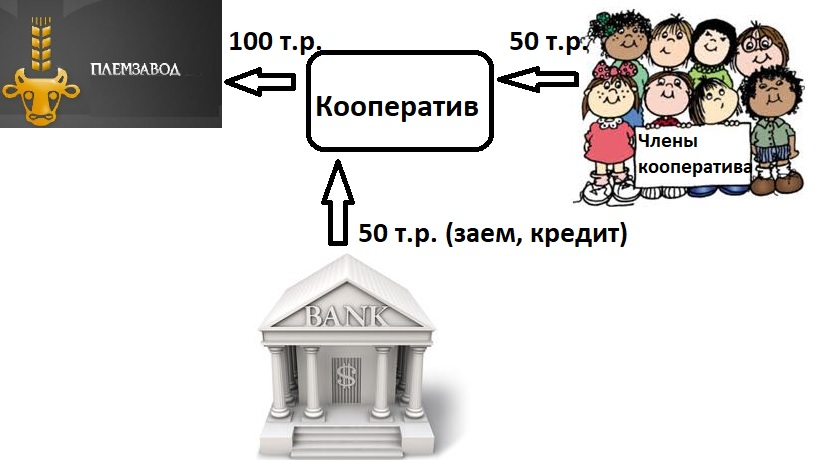 100 т.р.
50 т.р.
ПЛЕМЗАВОД
Кооператив
Члены
кооператива
50 т.р. (заем, кредит)
BANK
$